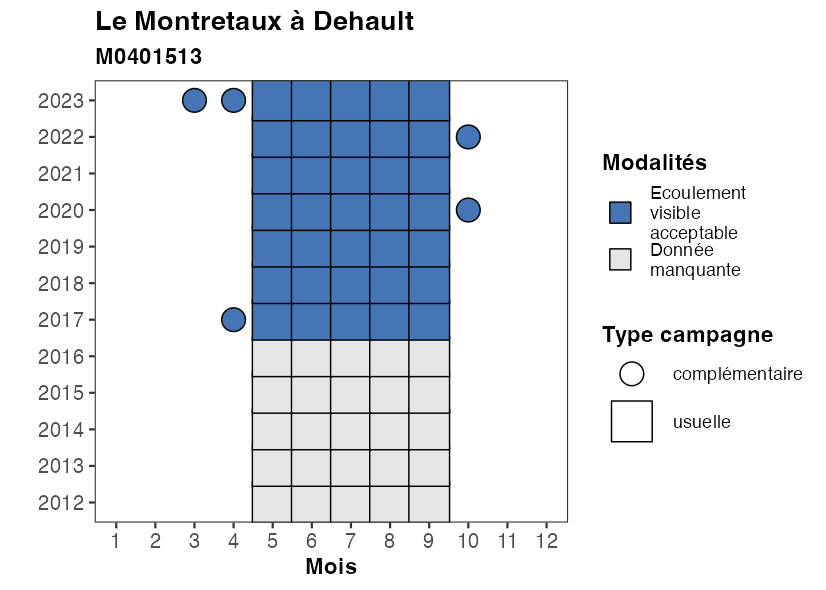 Le Montretaux à Dehault
M0401513
2023
2022
2021
2020
2019
2018
2017
2016
2015
2014
2013
2012
1 2 3 4 5 6 7 8 9 10 11 12
Mois
Modalités
Ecoulement
visible
acceptable
Donnée
manquante
Type campagne
complémentaire
usuelle